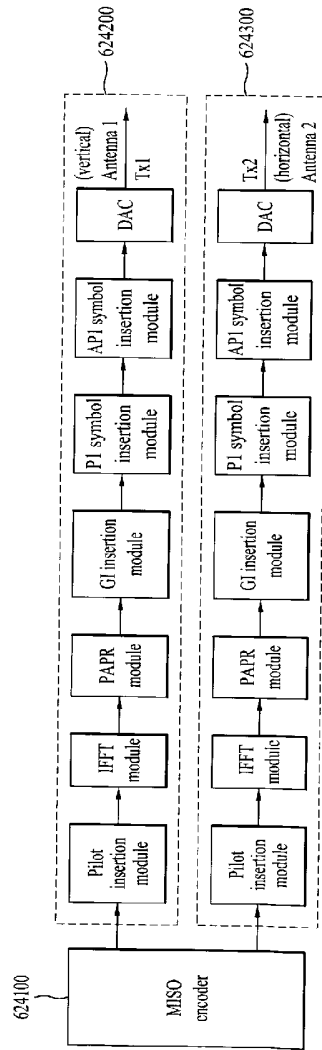 624100
MISO
encoder
624200
Pilot
insertion
module
IFFT
module
PAPR
module
GI insertion
module
P1 symbol
insertion
module
AP1 symbol
insertion
module
DAC
(vertical)
Antenna 1
Tx1
624300
Pilot
insertion
module
IFFT
moduic
PAPR
module
GI insertion
module
P1 symbol
insertion
module
AP1 symbol
insertion
module
DAC
Tx2
(horizontal)
Antenna 2